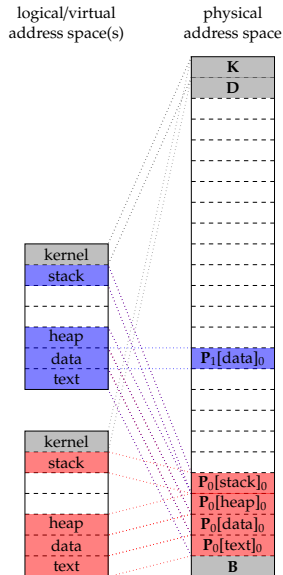 logical/virtual
address space(s)
physical
address space
K
D
kernel
stack
heap
data
text
P₁[data]₀
kernel
stack
heap
data
text
P₀[stack]₀
P₀[heap]₀
P₀[data]₀
P₀[text]₀
B